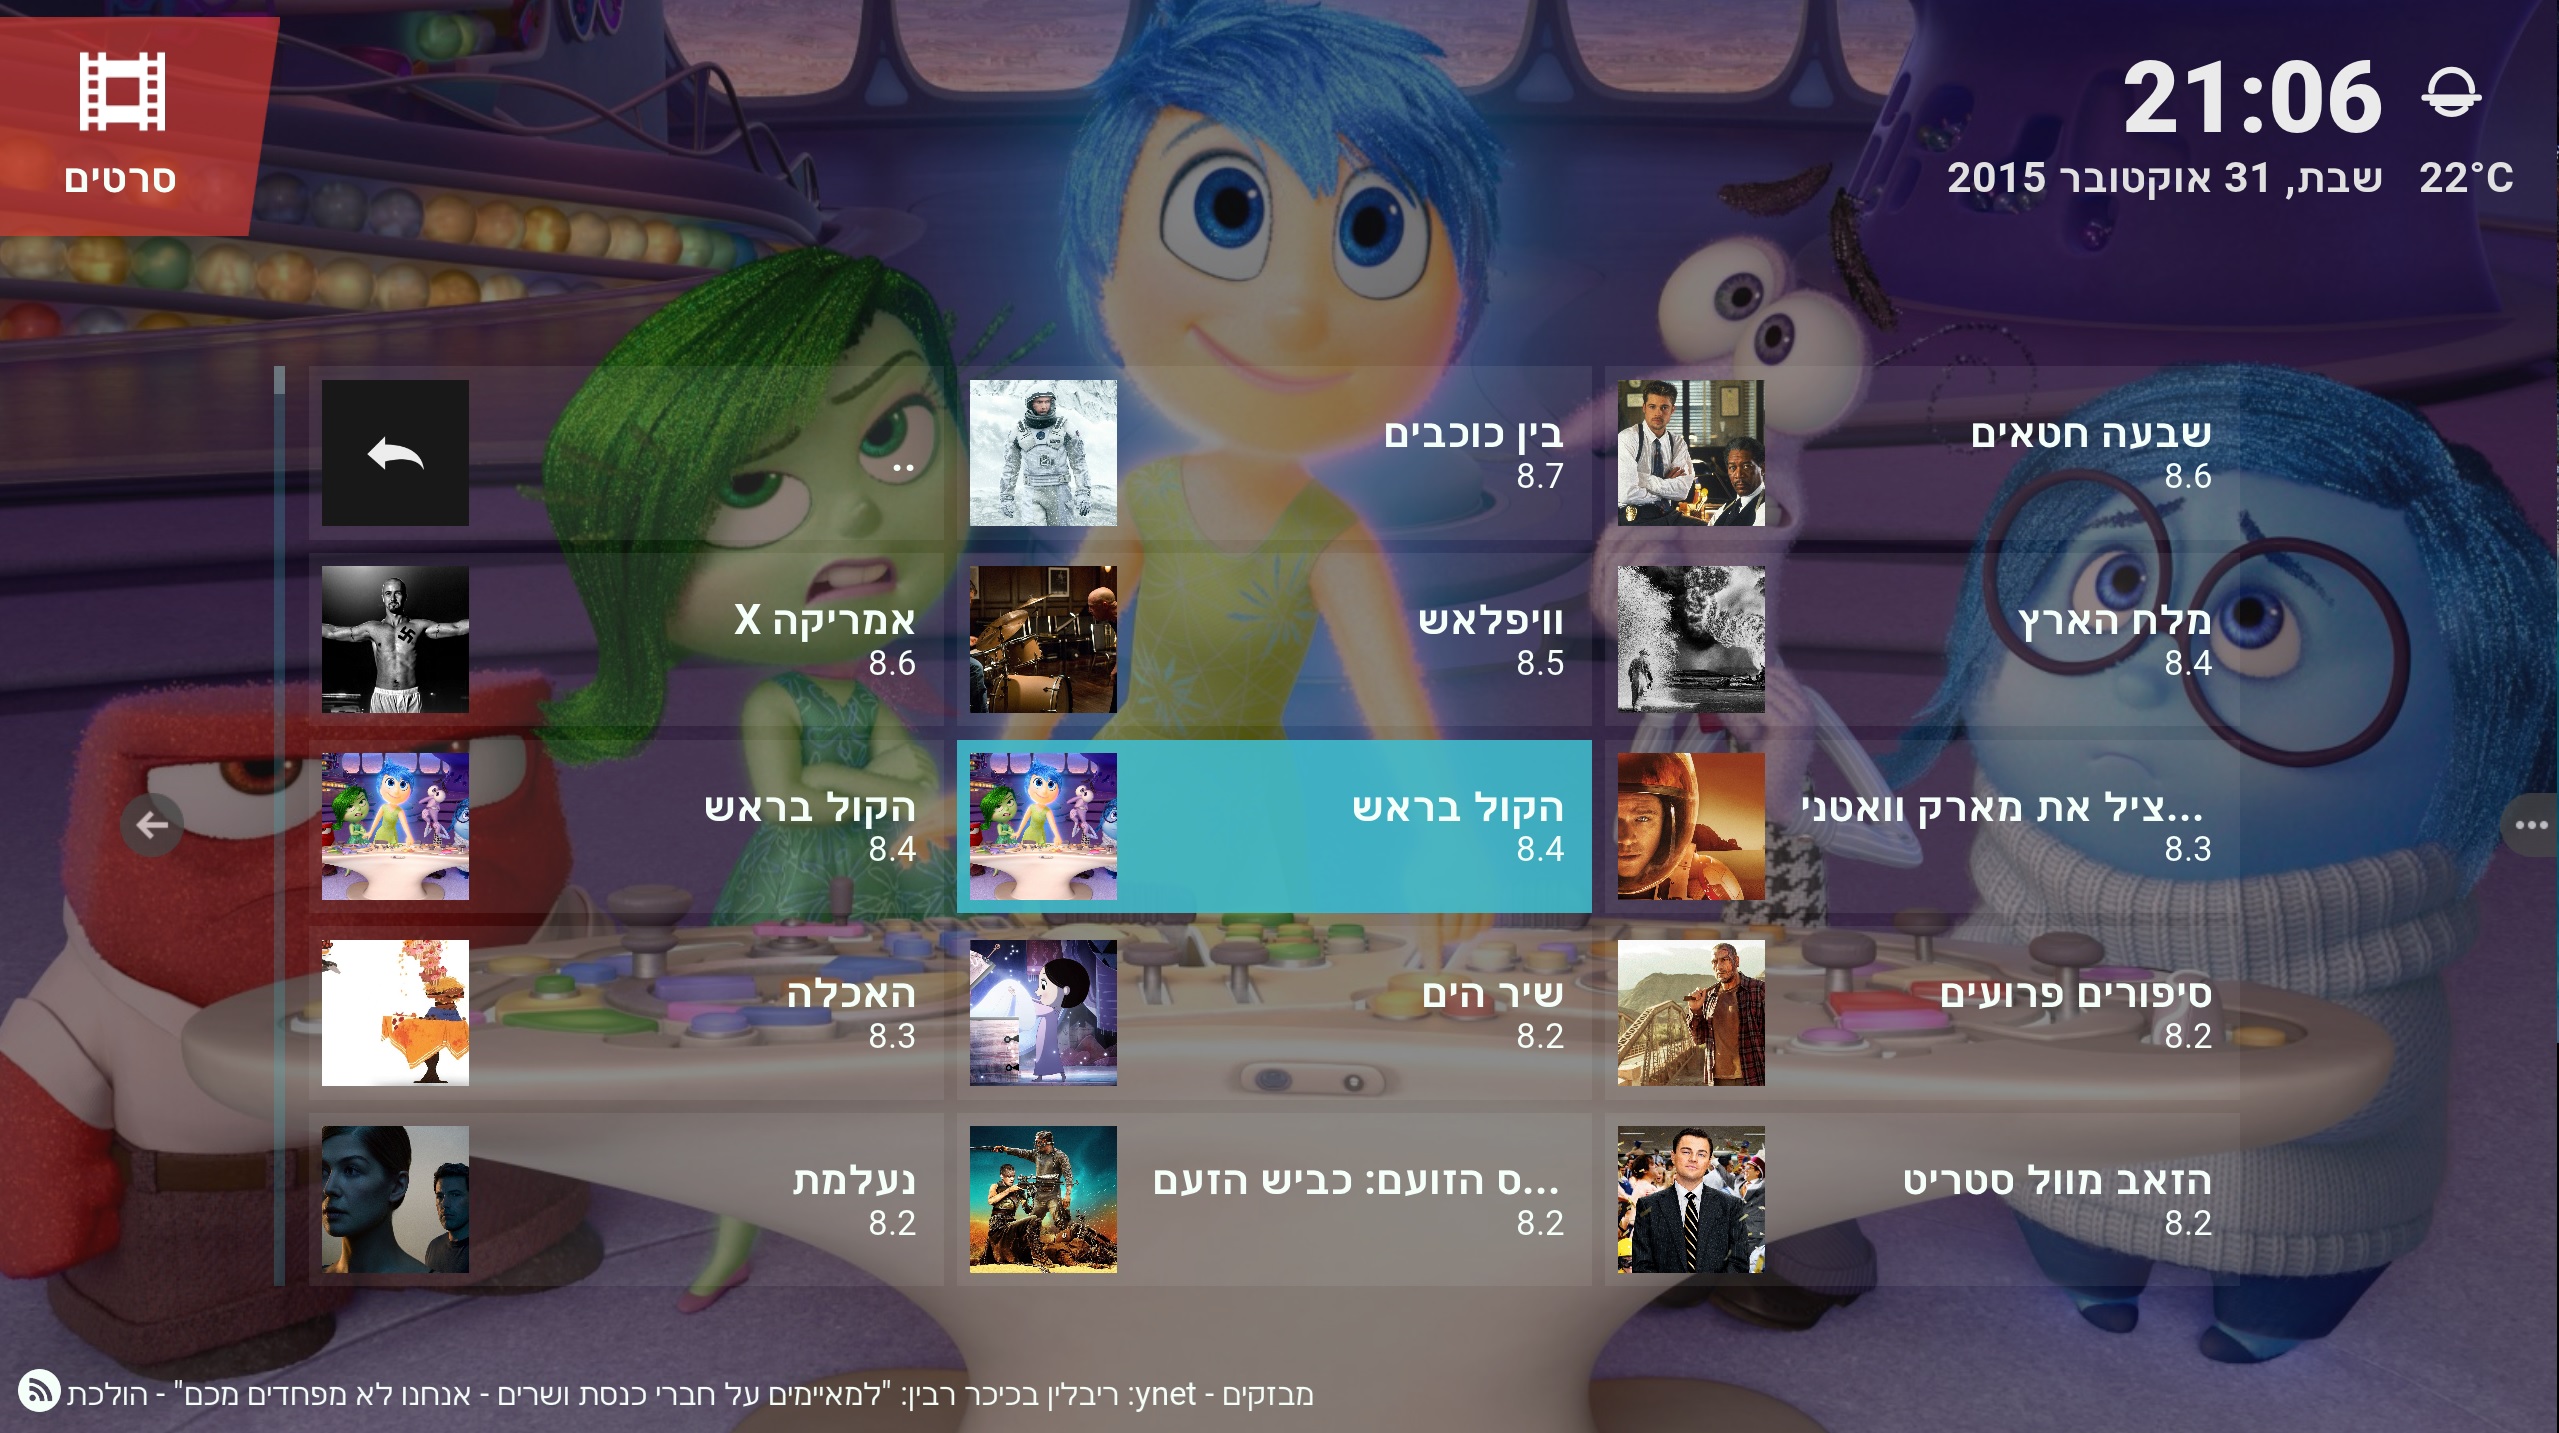 סרטים
21:06
שבת, 31 אוקטובר 2015
22°C
..
בין כוכבים
8.7
שבעה חטאים
8.6
אמריקה X
8.6
וויפלאש
8.5
מלח הארץ
8.4
הקול בראש
8.4
הקול בראש
8.4
...ציל את מארק וואטני
8.3
האכלה
8.3
שיר הים
8.2
סיפורים פרועים
8.2
נעלמת
8.2
...ס הזועם: כביש הזעם
8.2
הזאב מוול סטריט
8.2
מבזקים - ynet: ריבלין בכיכר רבין: "למאיימים על חברי כנסת ושרים - אנחנו לא מפחדים מכם" - הולכת